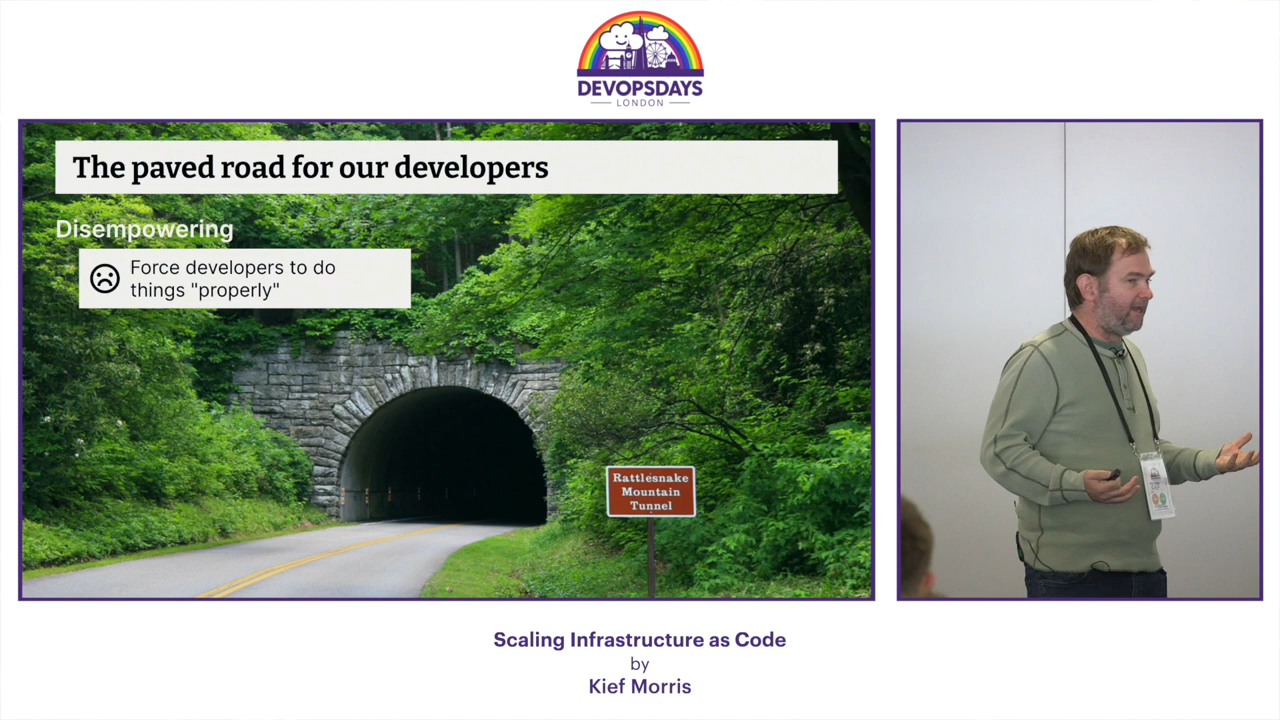 DEVOPSDAYS
LONDON
The paved road for our developers
Disempowering
Force developers to do
things "properly"
Rattlesnake
Mountain
Tunnel
Scaling Infrastructure as Code
by
Kief Morris